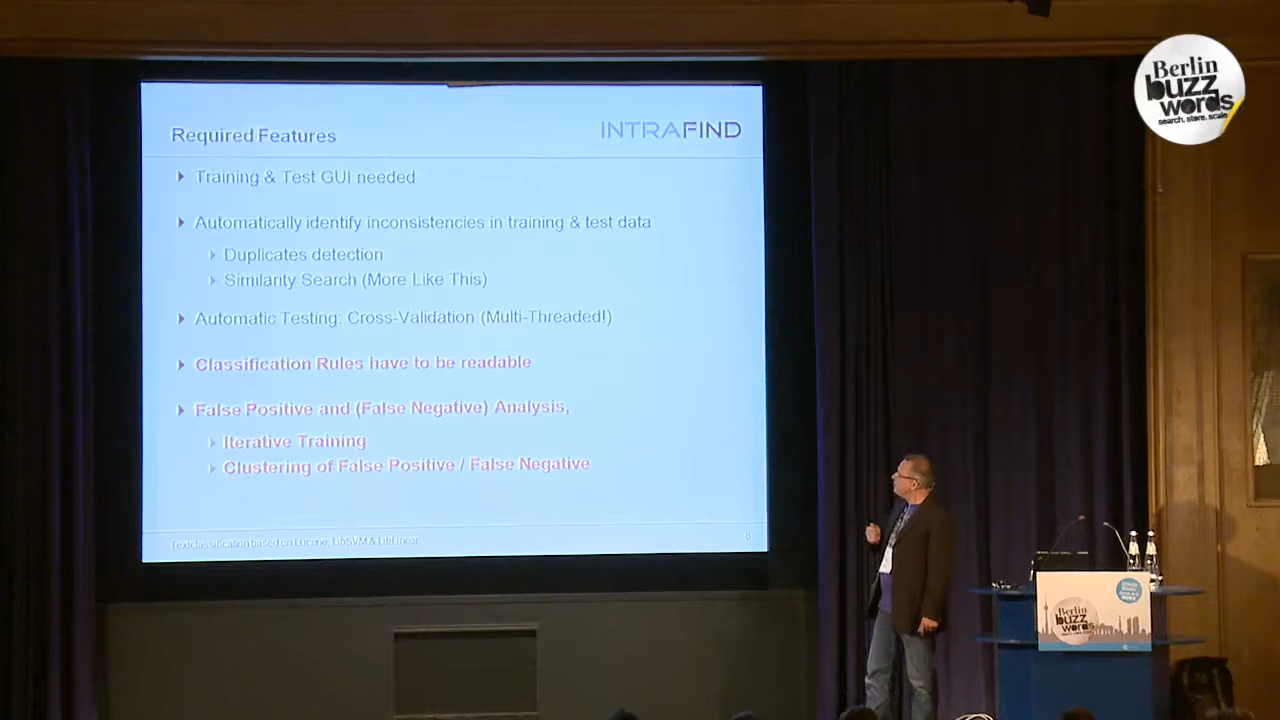 Berlin
buzz
words
search. store. scale
Required Features
INTRAFIND
Training & Test GUI needed
Automatically identify inconsistencies in training & test data
Duplicates detection
Similarity Search (More Like This)
Automatic Testing: Cross-Validation (Multi-Threaded!)
Classification Rules have to be readable
False Positive and (False Negative) Analysis,
Iterative Training
Clustering of False Positive / False Negative
Textclassification based on Lucene, LibSVM & LibLinear
8
Berlin
buzz
words